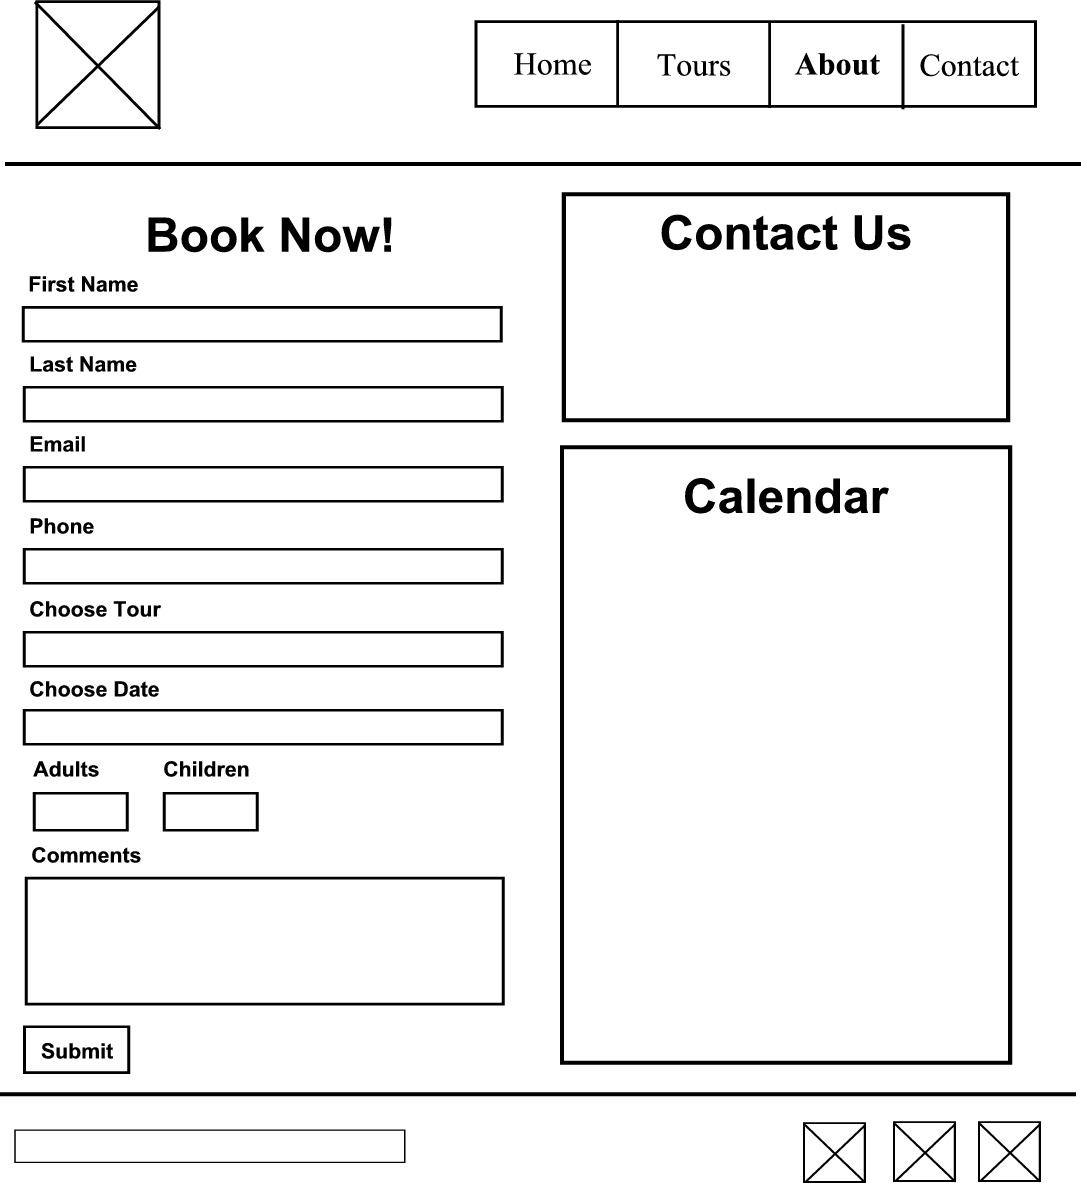 Home Tours About Contact
Book Now!
First Name
Last Name
Email
Phone
Choose Tour
Choose Date
Adults Children
Comments
Submit
Contact Us
Calendar